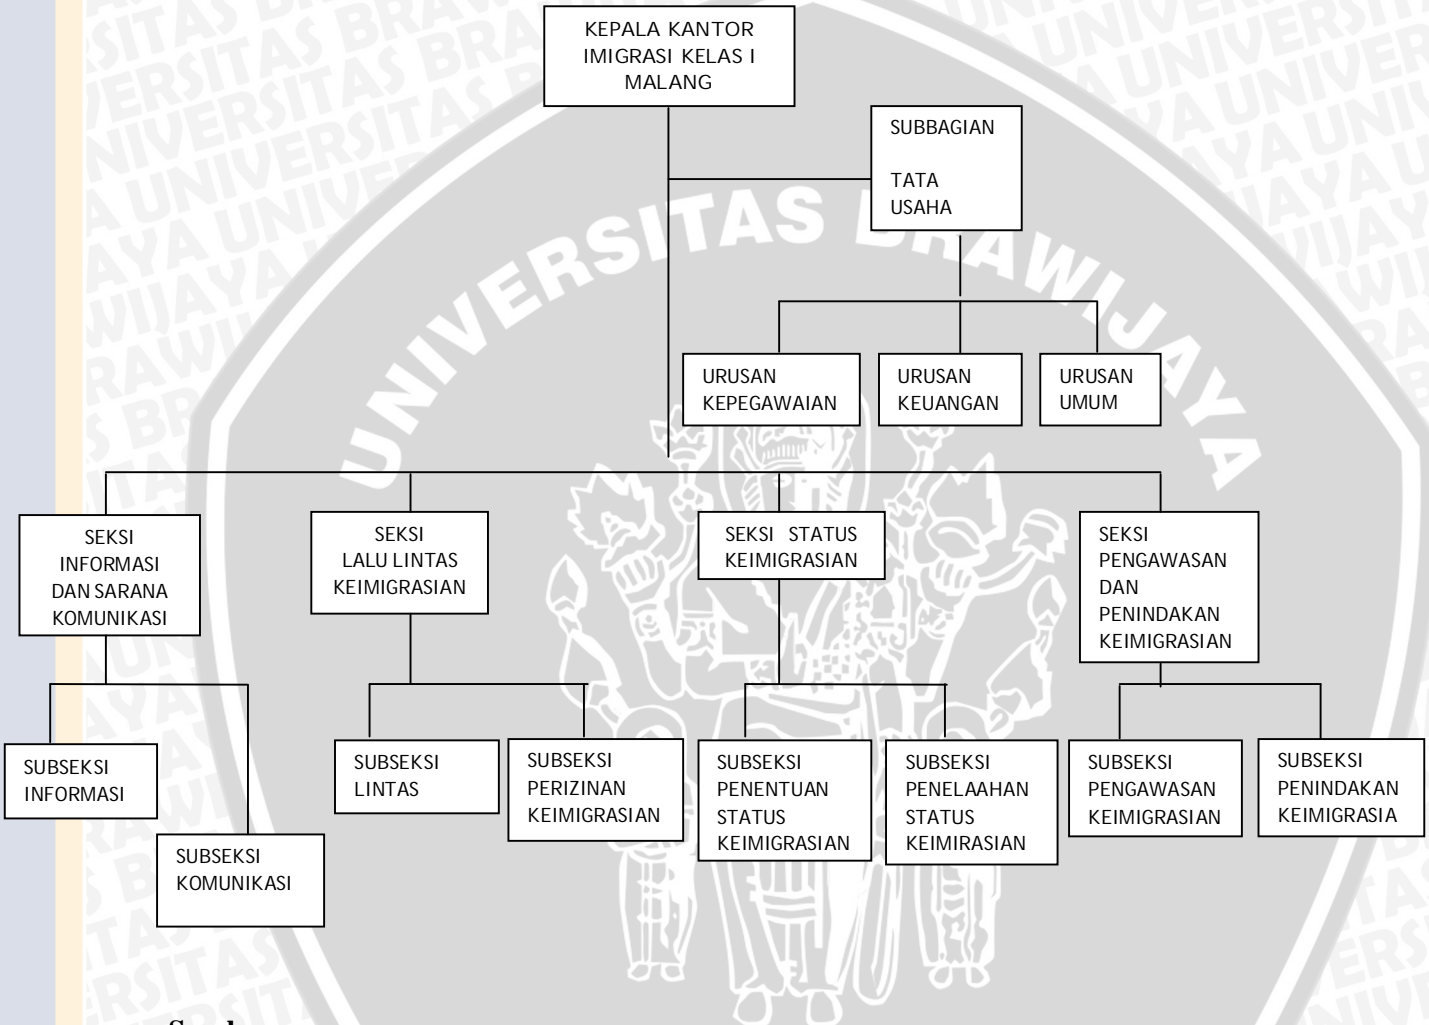 KEPALA KANTOR
IMIGRASI KELAS I
MALANG
SUBBAGIAN
TATA
USAHA
UNIVERSITAS BRAWIJAYA
URUSAN
KEPEGAWAIAN
URUSAN
KEUANGAN
URUSAN
UMUM
SEKSI
INFORMASI
DAN SARANA
KOMUNIKASI
SEKSI
LALU LINTAS
KEIMIGRASIAN
SEKSI STATUS
KEIMIGRASIAN
SEKSI
PENGAWASAN
DAN
PENINDAKAN
KEIMIGRASIAN
SUBSEKSI
INFORMASI
SUBSEKSI
KOMUNIKASI
SUBSEKSI
LINTAS
SUBSEKSI
PERIZINAN
KEIMIGRASIAN
SUBSEKSI
PENENTUAN
STATUS
KEIMIGRASIAN
SUBSEKSI
PENELAAHAN
STATUS
KEIMIRASIAN
SUBSEKSI
PENGAWASAN
KEIMIGRASIAN
SUBSEKSI
PENINDAKAN
KEIMIGRASIA